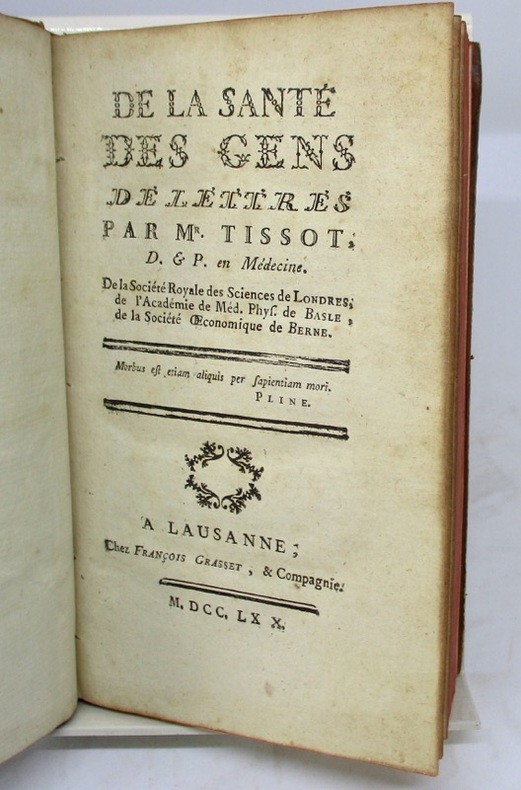 DE LA SANTÉ
DES GENS
DE LETTRES
PAR Mʀ. TISSOT,
D. & P. en Médecine.
De la Société Royale des Sciences de LONDRES,
de l'Académie de Méd. Phyſ. de BASLE,
de la Société Œconomique de BERNE.
Morbus eſt etiam aliquis per ſapientiam mori.
PLINE.
A LAUSANNE;
Chez FRANÇOIS GRASSET, & Compagnie.
M. DCC. LXX.